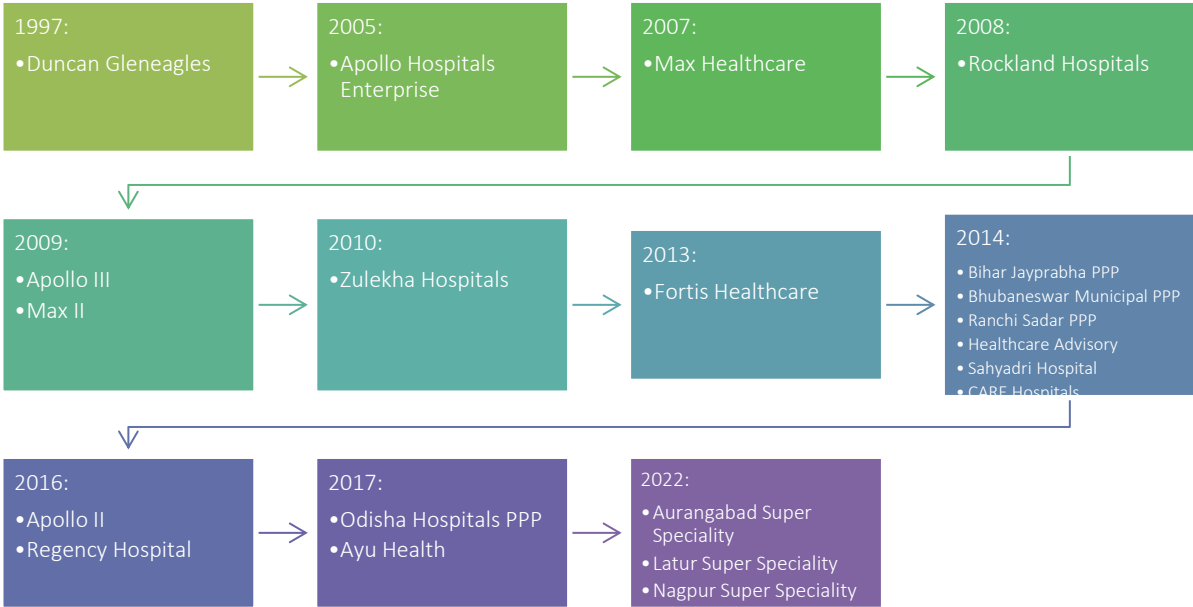 1997:
•Duncan Gleneagles
2005:
•Apollo Hospitals
Enterprise
2007:
•Max Healthcare
2008:
•Rockland Hospitals
2009:
•Apollo III
•Max II
2010:
•Zulekha Hospitals
2013:
•Fortis Healthcare
2014:
• Bihar Jayprabha PPP
• Bhubaneswar Municipal PPP
• Ranchi Sadar PPP
• Healthcare Advisory
• Sahyadri Hospital
• CARE Hospitals
2016:
•Apollo II
•Regency Hospital
2017:
•Odisha Hospitals PPP
•Ayu Health
2022:
•Aurangabad Super
Speciality
•Latur Super Speciality
•Nagpur Super Speciality